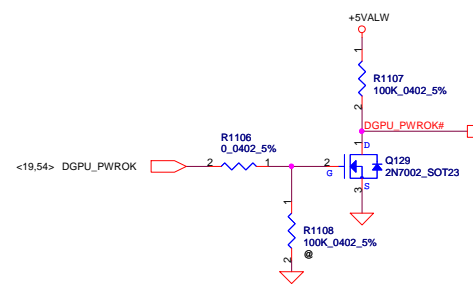 +5VALW
1
R1107
100K_0402_5%
2
DGPU_PWROK#
R1106
0_0402_5%
1
D
Q129
2N7002_SOT23
<19,54> DGPU_PWROK
2
1
2
G
S
3
1
R1108
100K_0402_5%
@
2